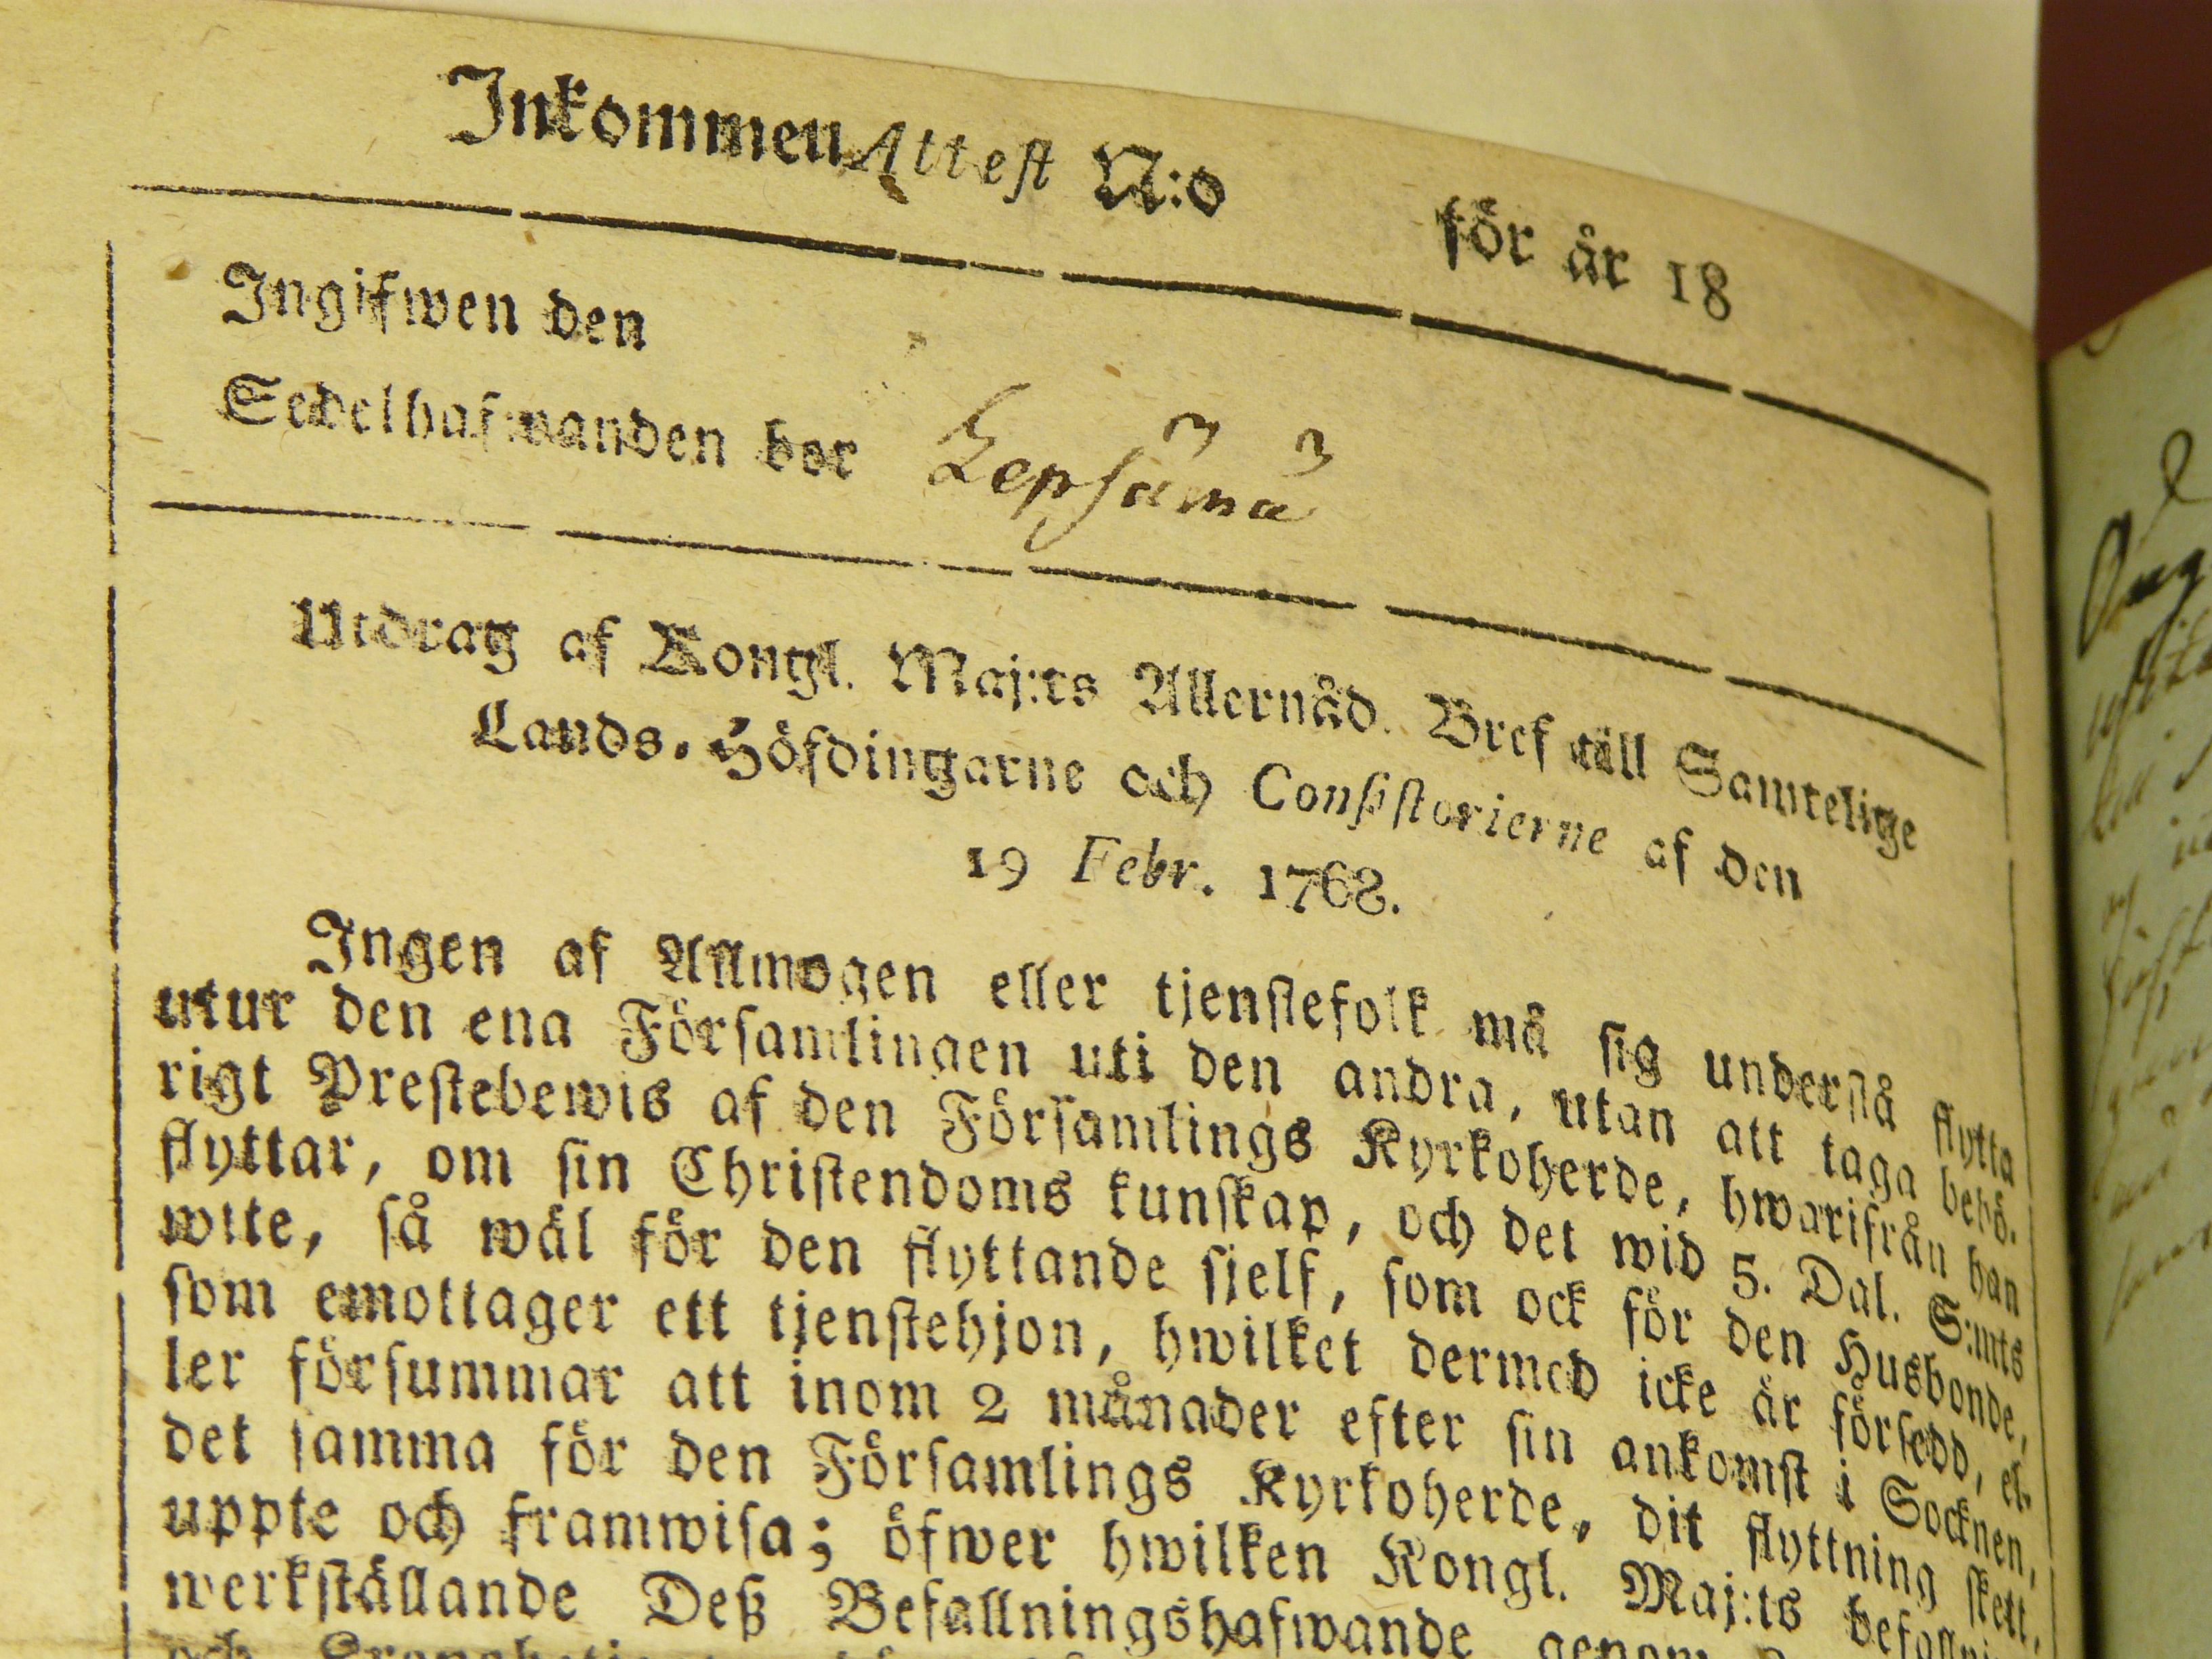 Inkommen Attest N:o för år 18
Ingifwen den
Sedelhafwanden bor Lepsämä
Utdrag af Kongl. Maj:ts Allernåd. Bref till Samtelige
Lands-Höfdingarne och Consistorierne af den
19 Febr. 1768.
Ingen af Allmogen eller tjenstefolk må sig understå flytta
utur den ena Församlingen uti den andra, utan att taga behö-
rigt Prestebewis af den Församlings Kyrkoherde, hwarifrån han
flyttar, om sin Christendoms kunskap, och det wid 5. Dal. S:mts
wite, så wäl för den flyttande sjelf, som ock för den Husbonde,
som emottager ett tjenstehjon, hwilket dermed icke är försedd, el-
ler försummar att inom 2 månader efter sin ankomst i Socknen,
det samma för den Församlings Kyrkoherde, dit flyttning skett,
uppte och framwisa; öfwer hwilken Kongl. Maj:ts
werkställande Deß Befallningshafwande genom
och